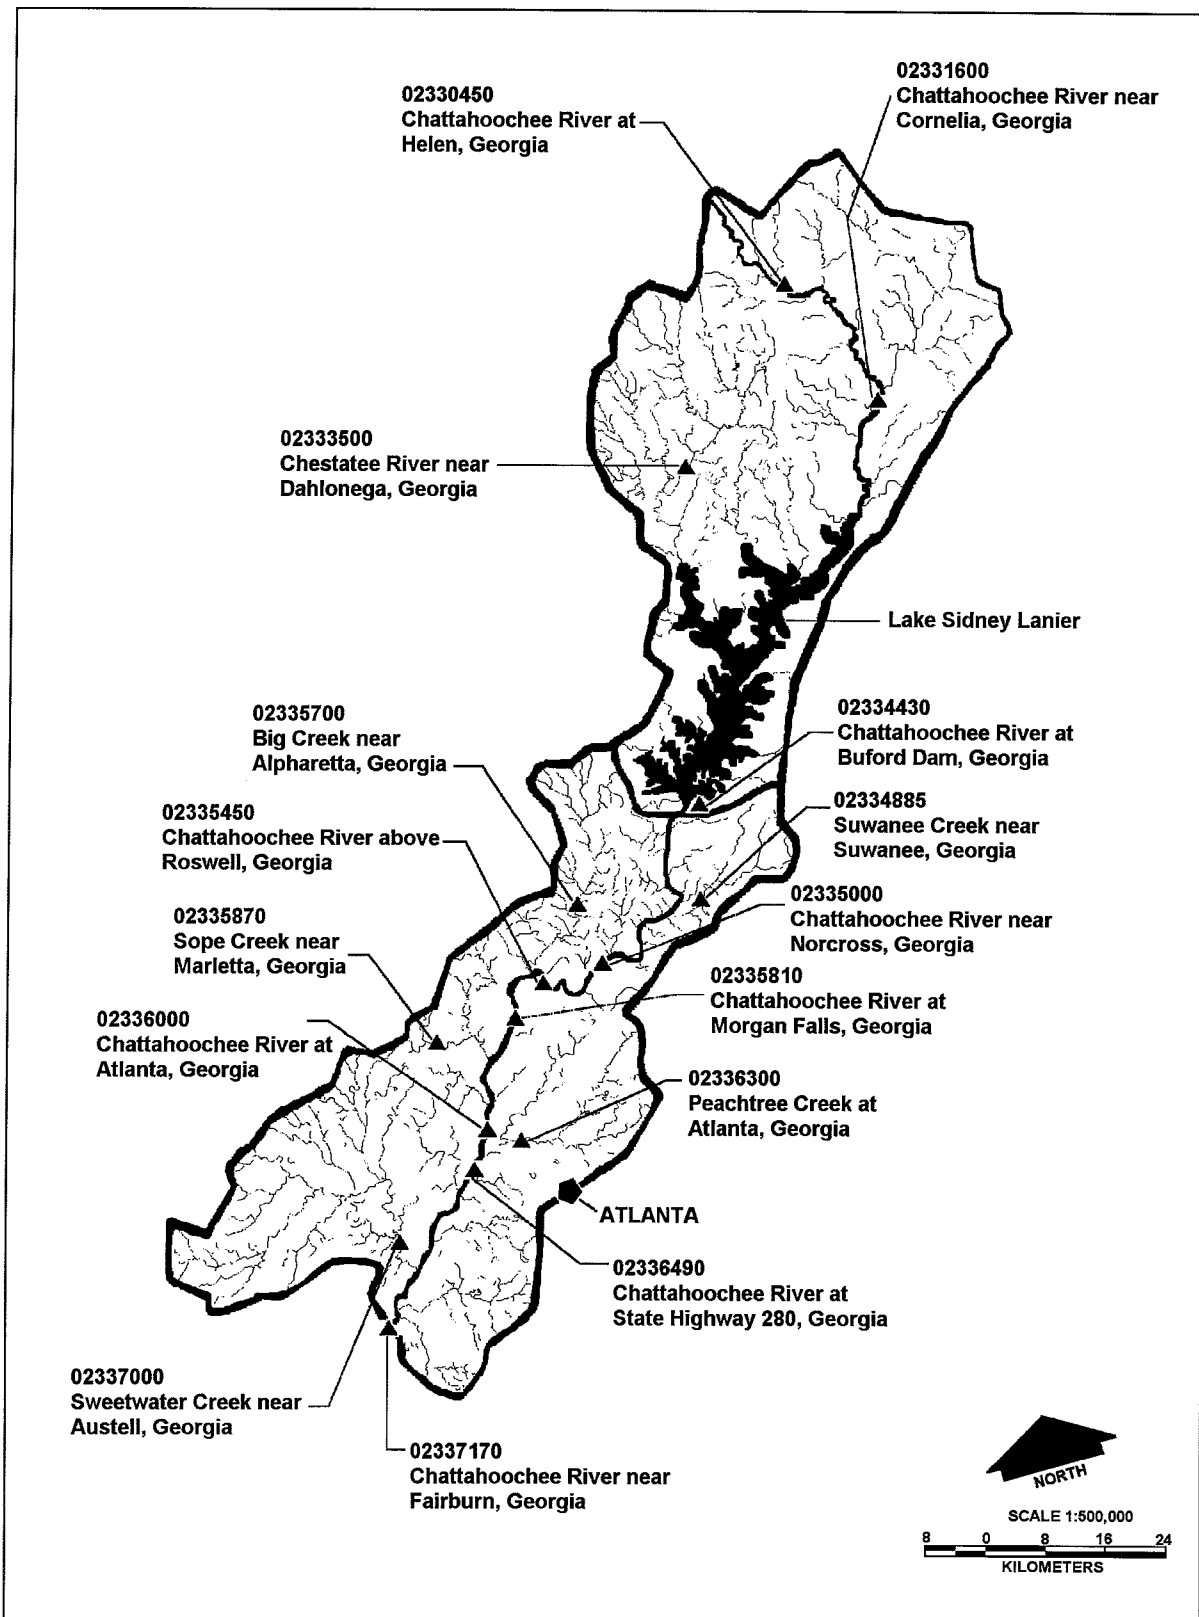 02331600
Chattahoochee River near
Cornelia, Georgia
02330450
Chattahoochee River at
Helen, Georgia
02333500
Chestatee River near
Dahlonega, Georgia
Lake Sidney Lanier
02334430
Chattahoochee River at
Buford Dam, Georgia
02335700
Big Creek near
Alpharetta, Georgia
02334885
Suwanee Creek near
Suwanee, Georgia
02335450
Chattahoochee River above
Roswell, Georgia
02335000
Chattahoochee River near
Norcross, Georgia
02335870
Sope Creek near
Marletta, Georgia
02335810
Chattahoochee River at
Morgan Falls, Georgia
02336000
Chattahoochee River at
Atlanta, Georgia
02336300
Peachtree Creek at
Atlanta, Georgia
ATLANTA
02336490
Chattahoochee River at
State Highway 280, Georgia
02337000
Sweetwater Creek near
Austell, Georgia
02337170
Chattahoochee River near
Fairburn, Georgia
NORTH
SCALE 1:500,000
8 0 8 16 24
KILOMETERS